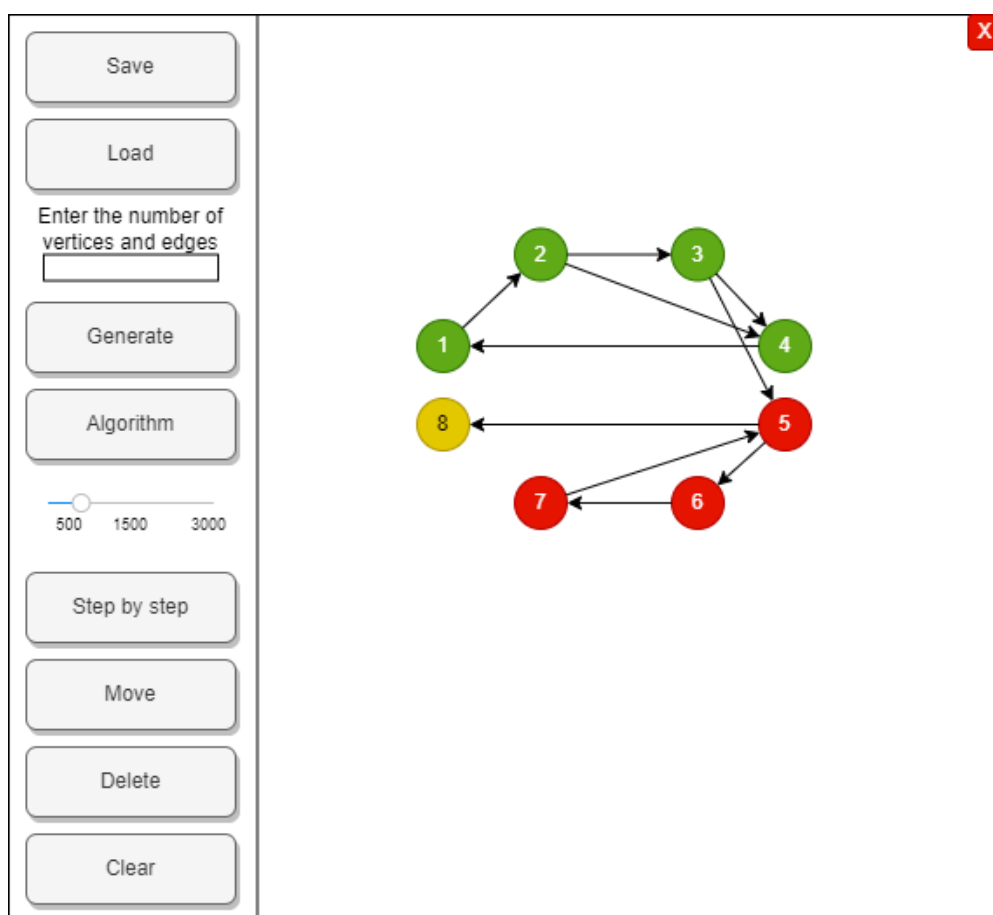 X
Save
Load
Enter the number of
vertices and edges
Generate
Algorithm
500 1500 3000
Step by step
Move
Delete
Clear
2 3
1 4
8 5
7 6